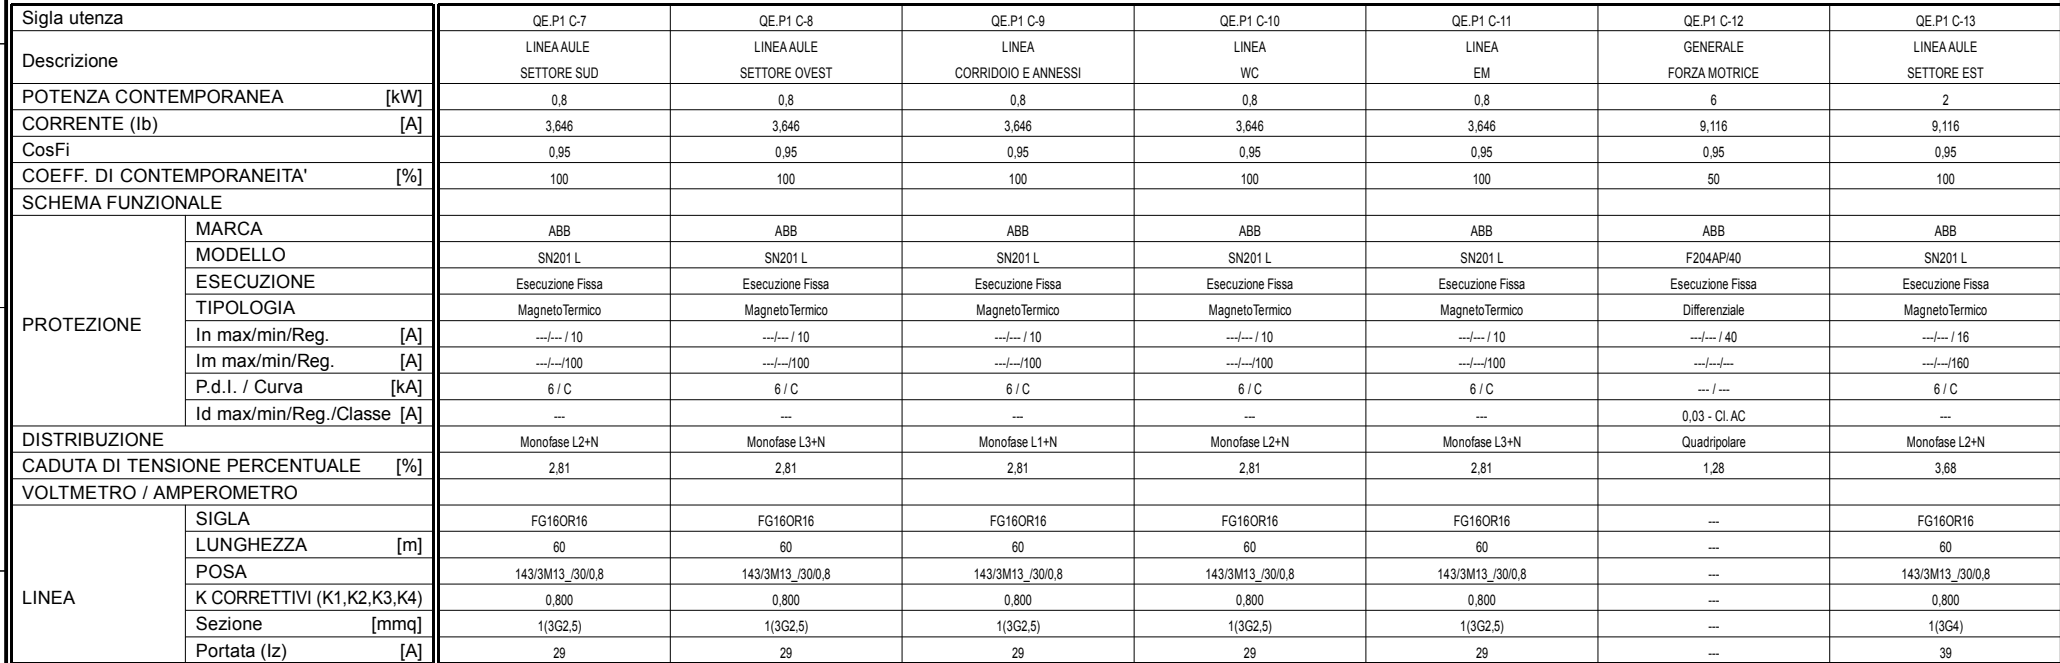 Sigla utenza QE.P1 C-7 QE.P1 C-8 QE.P1 C-9 QE.P1 C-10 QE.P1 C-11 QE.P1 C-12 QE.P1 C-13
Descrizione LINEA AULE LINEA AULE LINEA LINEA LINEA GENERALE LINEA AULE
SETTORE SUD SETTORE OVEST CORRIDOIO E ANNESSI WC EM FORZA MOTRICE SETTORE EST
POTENZA CONTEMPORANEA [kW] 0,8 0,8 0,8 0,8 0,8 6 2
CORRENTE (Ib) [A] 3,646 3,646 3,646 3,646 3,646 9,116 9,116
CosFi 0,95 0,95 0,95 0,95 0,95 0,95 0,95
COEFF. DI CONTEMPORANEITA' [%] 100 100 100 100 100 50 100
SCHEMA FUNZIONALE
PROTEZIONE
MARCA ABB ABB ABB ABB ABB ABB ABB
MODELLO SN201 L SN201 L SN201 L SN201 L SN201 L F204AP/40 SN201 L
ESECUZIONE Esecuzione Fissa Esecuzione Fissa Esecuzione Fissa Esecuzione Fissa Esecuzione Fissa Esecuzione Fissa Esecuzione Fissa
TIPOLOGIA MagnetoTermico MagnetoTermico MagnetoTermico MagnetoTermico MagnetoTermico Differenziale MagnetoTermico
In max/min/Reg. [A] ---/--- / 10 ---/--- / 10 ---/--- / 10 ---/--- / 10 ---/--- / 10 ---/--- / 40 ---/--- / 16
Im max/min/Reg. [A] ---/---/100 ---/---/100 ---/---/100 ---/---/100 ---/---/100 ---/---/--- ---/---/160
P.d.I. / Curva [kA] 6 / C 6 / C 6 / C 6 / C 6 / C --- / --- 6 / C
Id max/min/Reg./Classe [A] --- --- --- --- --- 0,03 - Cl. AC ---
DISTRIBUZIONE Monofase L2+N Monofase L3+N Monofase L1+N Monofase L2+N Monofase L3+N Quadripolare Monofase L2+N
CADUTA DI TENSIONE PERCENTUALE [%] 2,81 2,81 2,81 2,81 2,81 1,28 3,68
VOLTMETRO / AMPEROMETRO
LINEA
SIGLA FG16OR16 FG16OR16 FG16OR16 FG16OR16 FG16OR16 --- FG16OR16
LUNGHEZZA [m] 60 60 60 60 60 --- 60
POSA 143/3M13_/30/0,8 143/3M13_/30/0,8 143/3M13_/30/0,8 143/3M13_/30/0,8 143/3M13_/30/0,8 --- 143/3M13_/30/0,8
K CORRETTIVI (K1,K2,K3,K4) 0,800 0,800 0,800 0,800 0,800 --- 0,800
Sezione [mmq] 1(3G2,5) 1(3G2,5) 1(3G2,5) 1(3G2,5) 1(3G2,5) --- 1(3G4)
Portata (Iz) [A] 29 29 29 29 29 --- 39